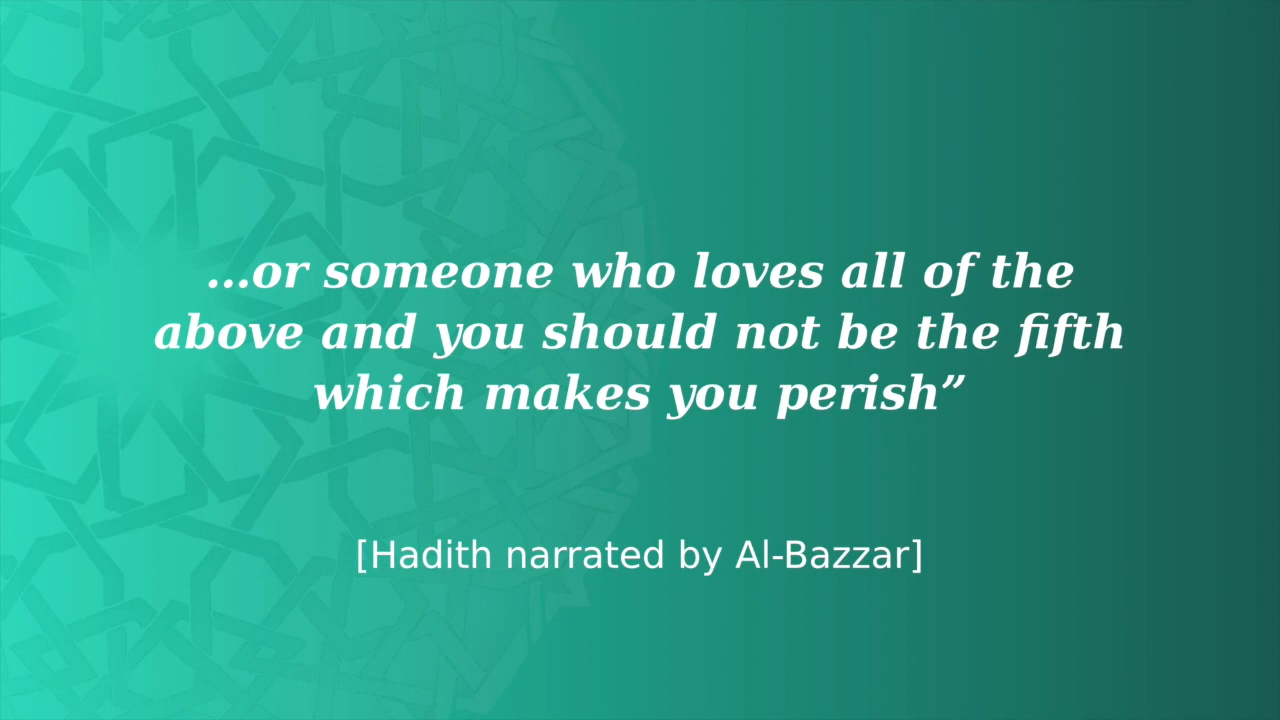 ...or someone who loves all of the
above and you should not be the fifth
which makes you perish”
[Hadith narrated by Al-Bazzar]